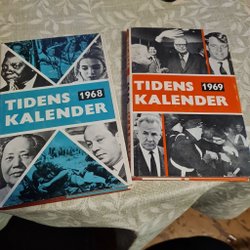 TIDENS 1968
KALENDER
TIDENS 1969
KALENDER